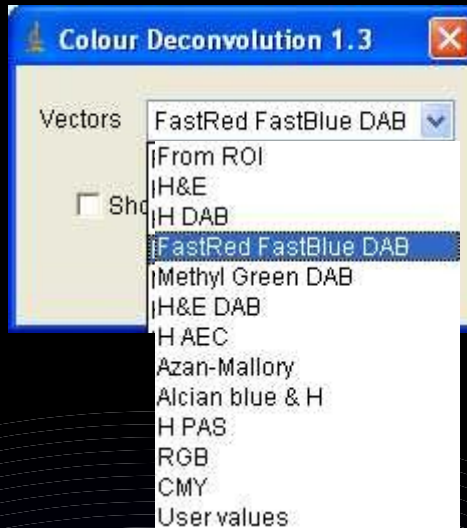 Colour Deconvolution 1.3
Vectors FastRed FastBlue DAB
From ROI
Sho
H&E
H DAB
FastRed FastBlue DAB
Methyl Green DAB
H&E DAB
H AEC
Azan-Mallory
Alcian blue & H
H PAS
RGB
CMY
User values